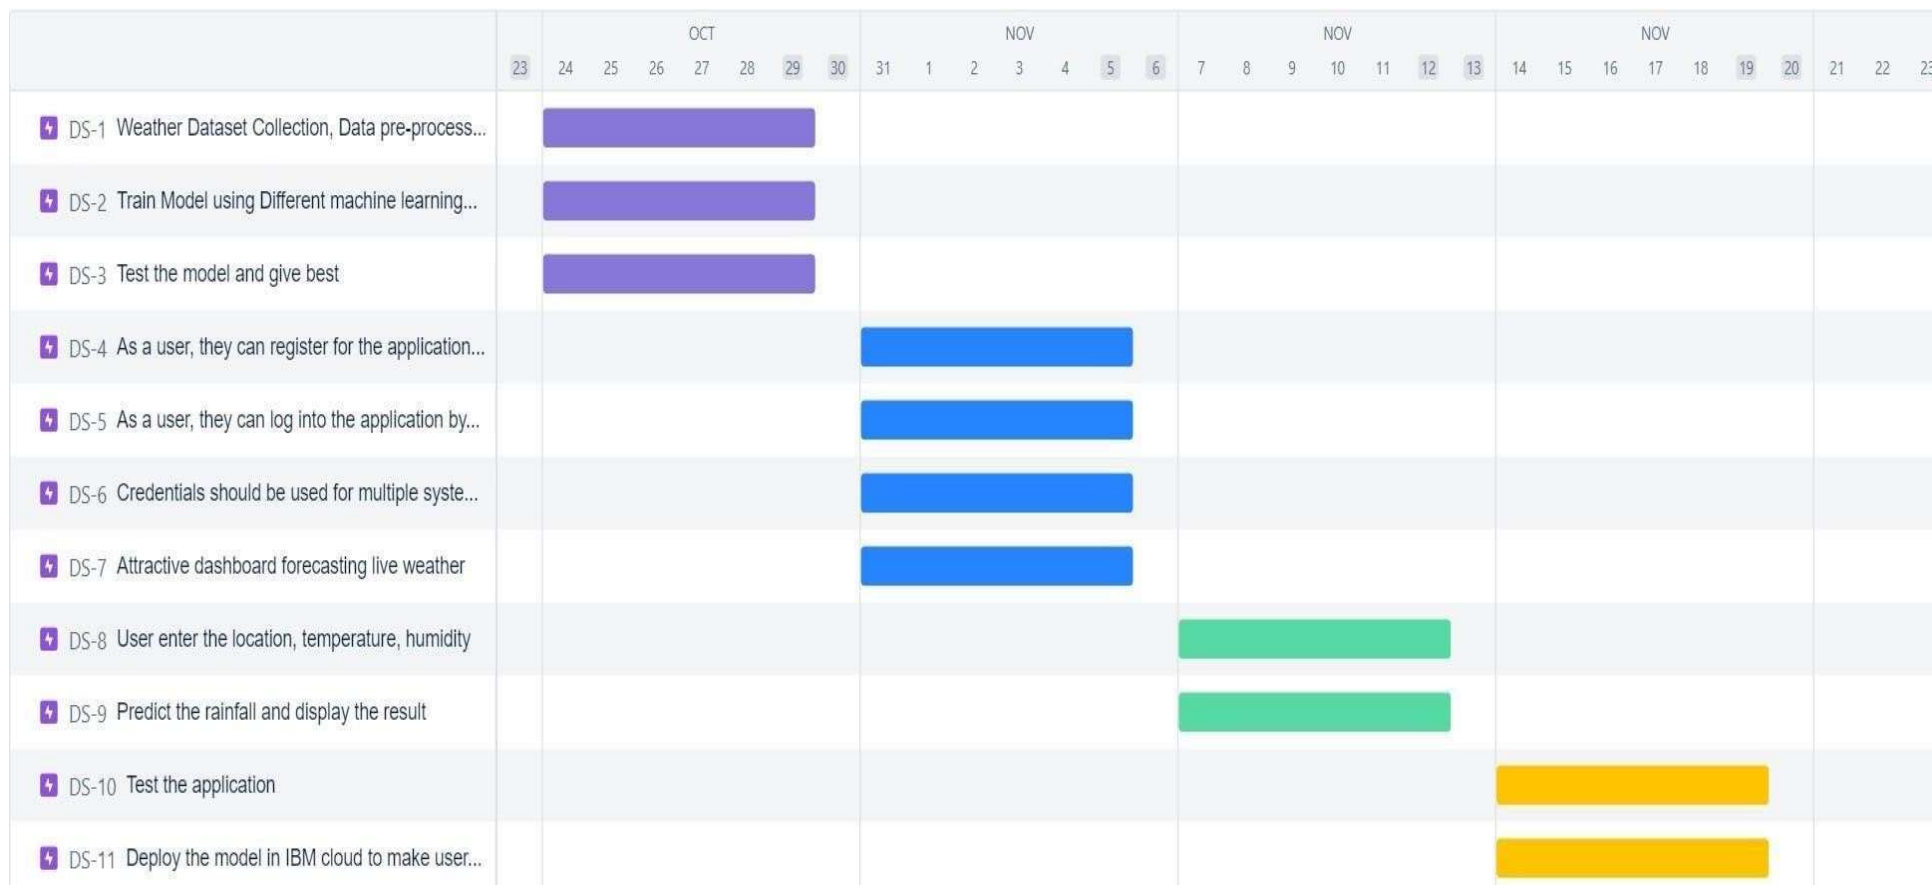 OCT NOV NOV NOV
23 24 25 26 27 28 29 30 31 1 2 3 4 5 6 7 8 9 10 11 12 13 14 15 16 17 18 19 20 21 22 23
DS-1 Weather Dataset Collection, Data pre-process...
DS-2 Train Model using Different machine learning...
DS-3 Test the model and give best
DS-4 As a user, they can register for the application...
DS-5 As a user, they can log into the application by...
DS-6 Credentials should be used for multiple syste...
DS-7 Attractive dashboard forecasting live weather
DS-8 User enter the location, temperature, humidity
DS-9 Predict the rainfall and display the result
DS-10 Test the application
DS-11 Deploy the model in IBM cloud to make user...